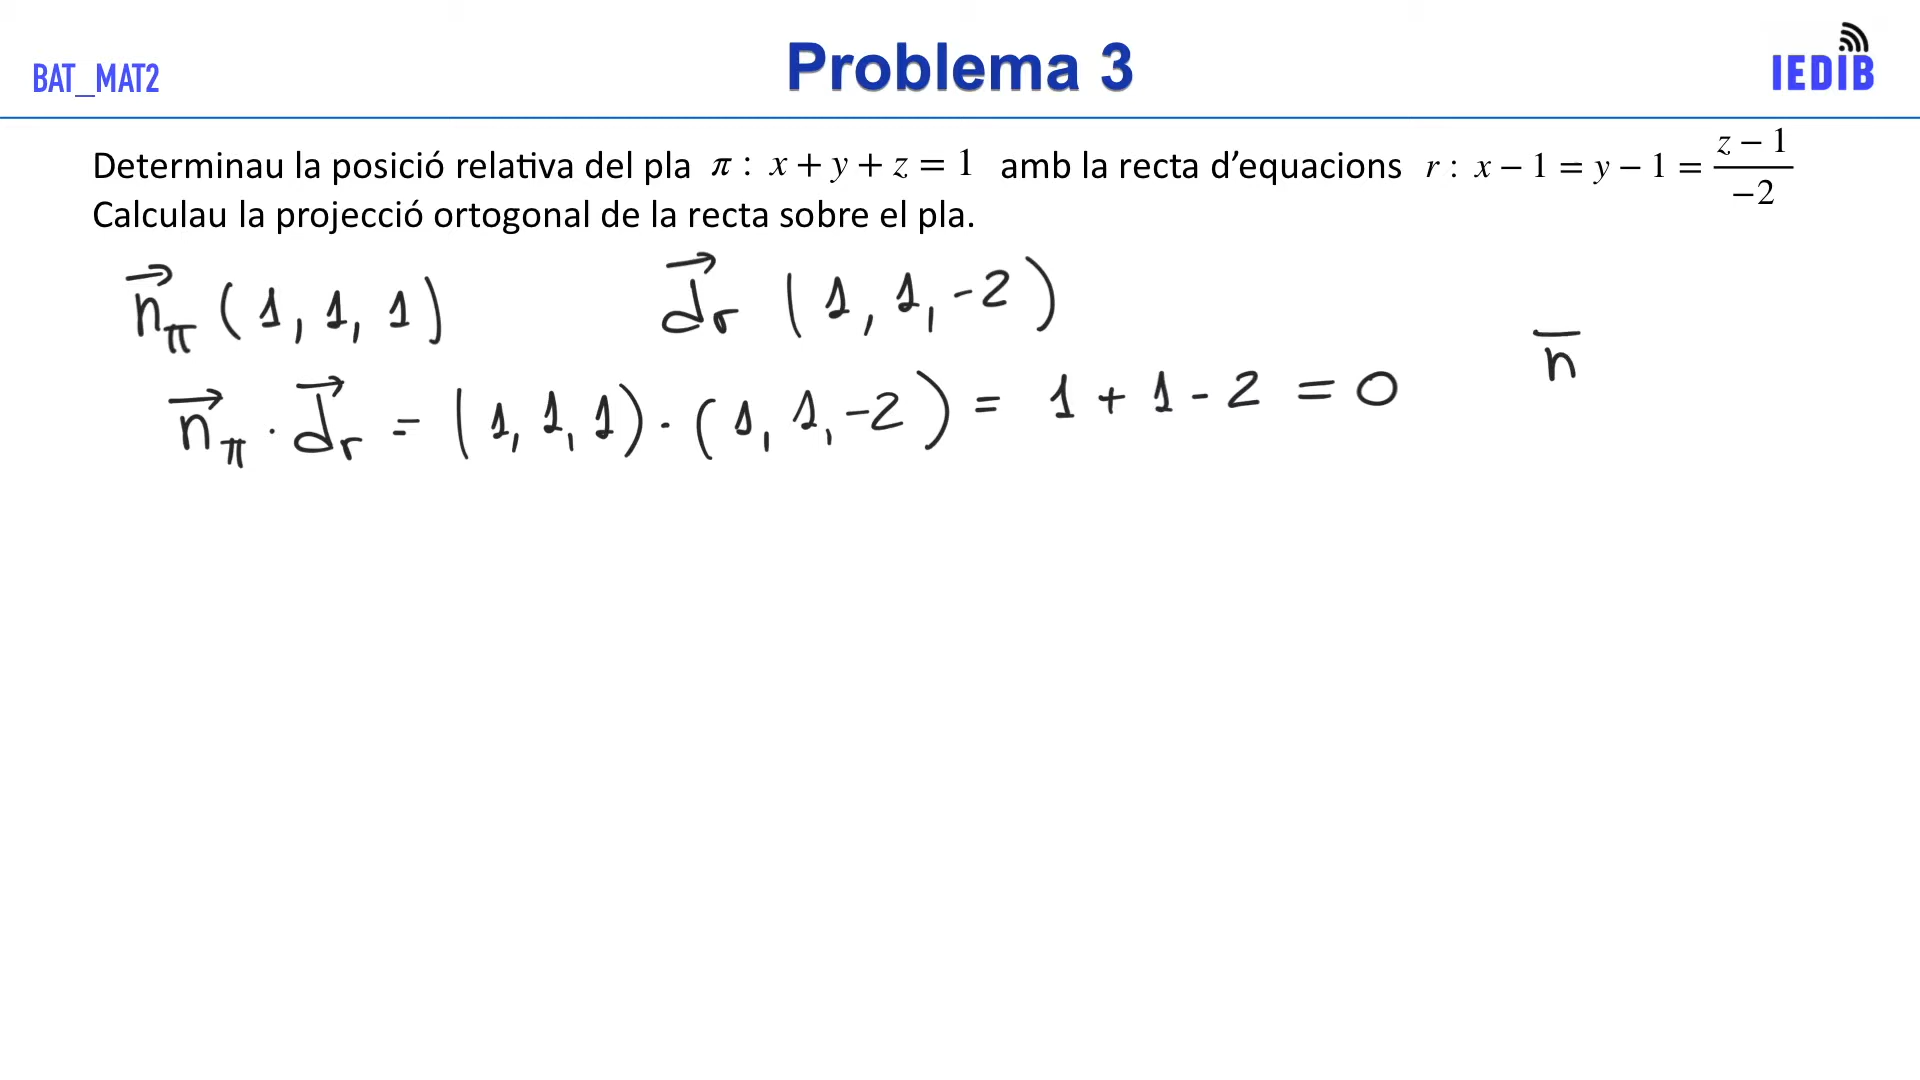 BAT_MAT2
Problema 3
IEDIB
Determinau la posició relativa del pla π : x + y + z = 1 amb la recta d’equacions r : x − 1 = y − 1 = (z − 1)/(−2)
Calculau la projecció ortogonal de la recta sobre el pla.
n⃗π (1, 1, 1) d⃗r (1, 1, -2)
n⃗π · d⃗r = (1, 1, 1) · (1, 1, -2) = 1 + 1 - 2 = 0 n̅